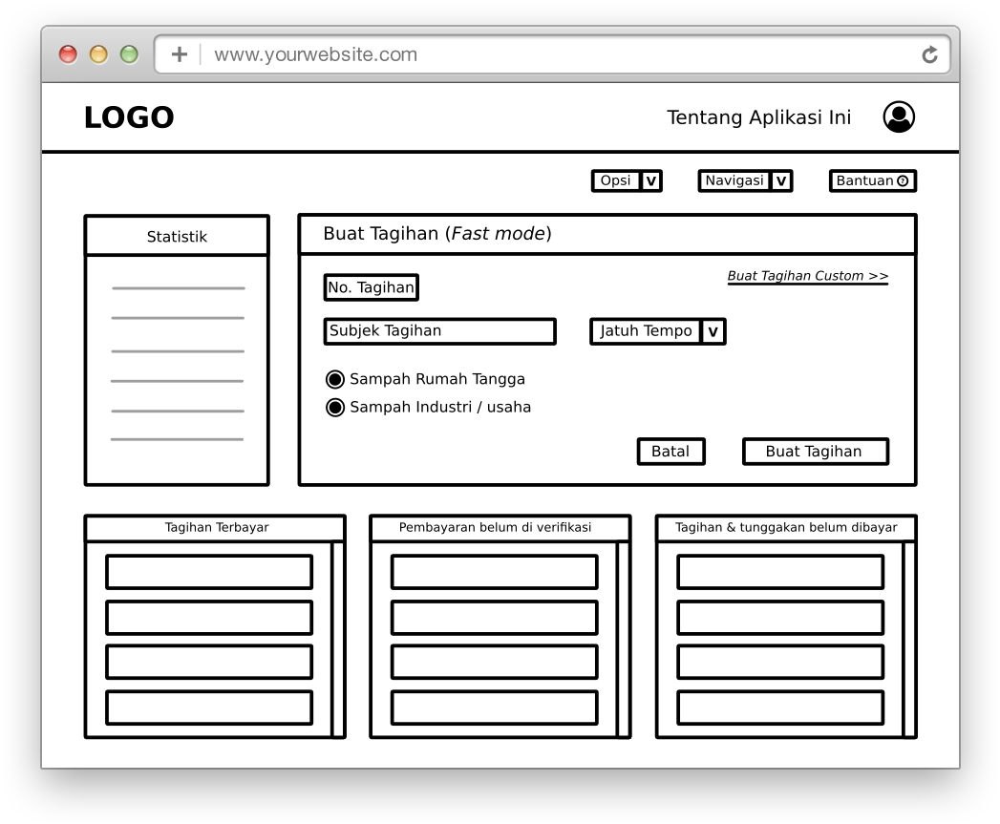 www.yourwebsite.com
LOGO
Tentang Aplikasi Ini
Opsi V
Navigasi V
Bantuan ?
Statistik
Buat Tagihan (Fast mode)
Buat Tagihan Custom >>
No. Tagihan
Subjek Tagihan
Jatuh Tempo V
Sampah Rumah Tangga
Sampah Industri / usaha
Batal
Buat Tagihan
Tagihan Terbayar
Pembayaran belum di verifikasi
Tagihan & tunggakan belum dibayar